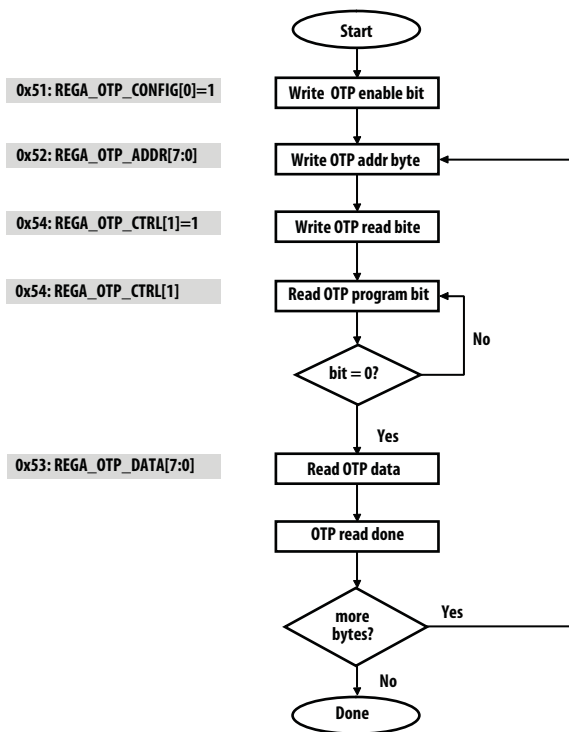 Start
0x51: REGA_OTP_CONFIG[0]=1
Write OTP enable bit
0x52: REGA_OTP_ADDR[7:0]
Write OTP addr byte
0x54: REGA_OTP_CTRL[1]=1
Write OTP read bite
0x54: REGA_OTP_CTRL[1]
Read OTP program bit
No
bit = 0?
Yes
0x53: REGA_OTP_DATA[7:0]
Read OTP data
OTP read done
more
bytes?
Yes
No
Done